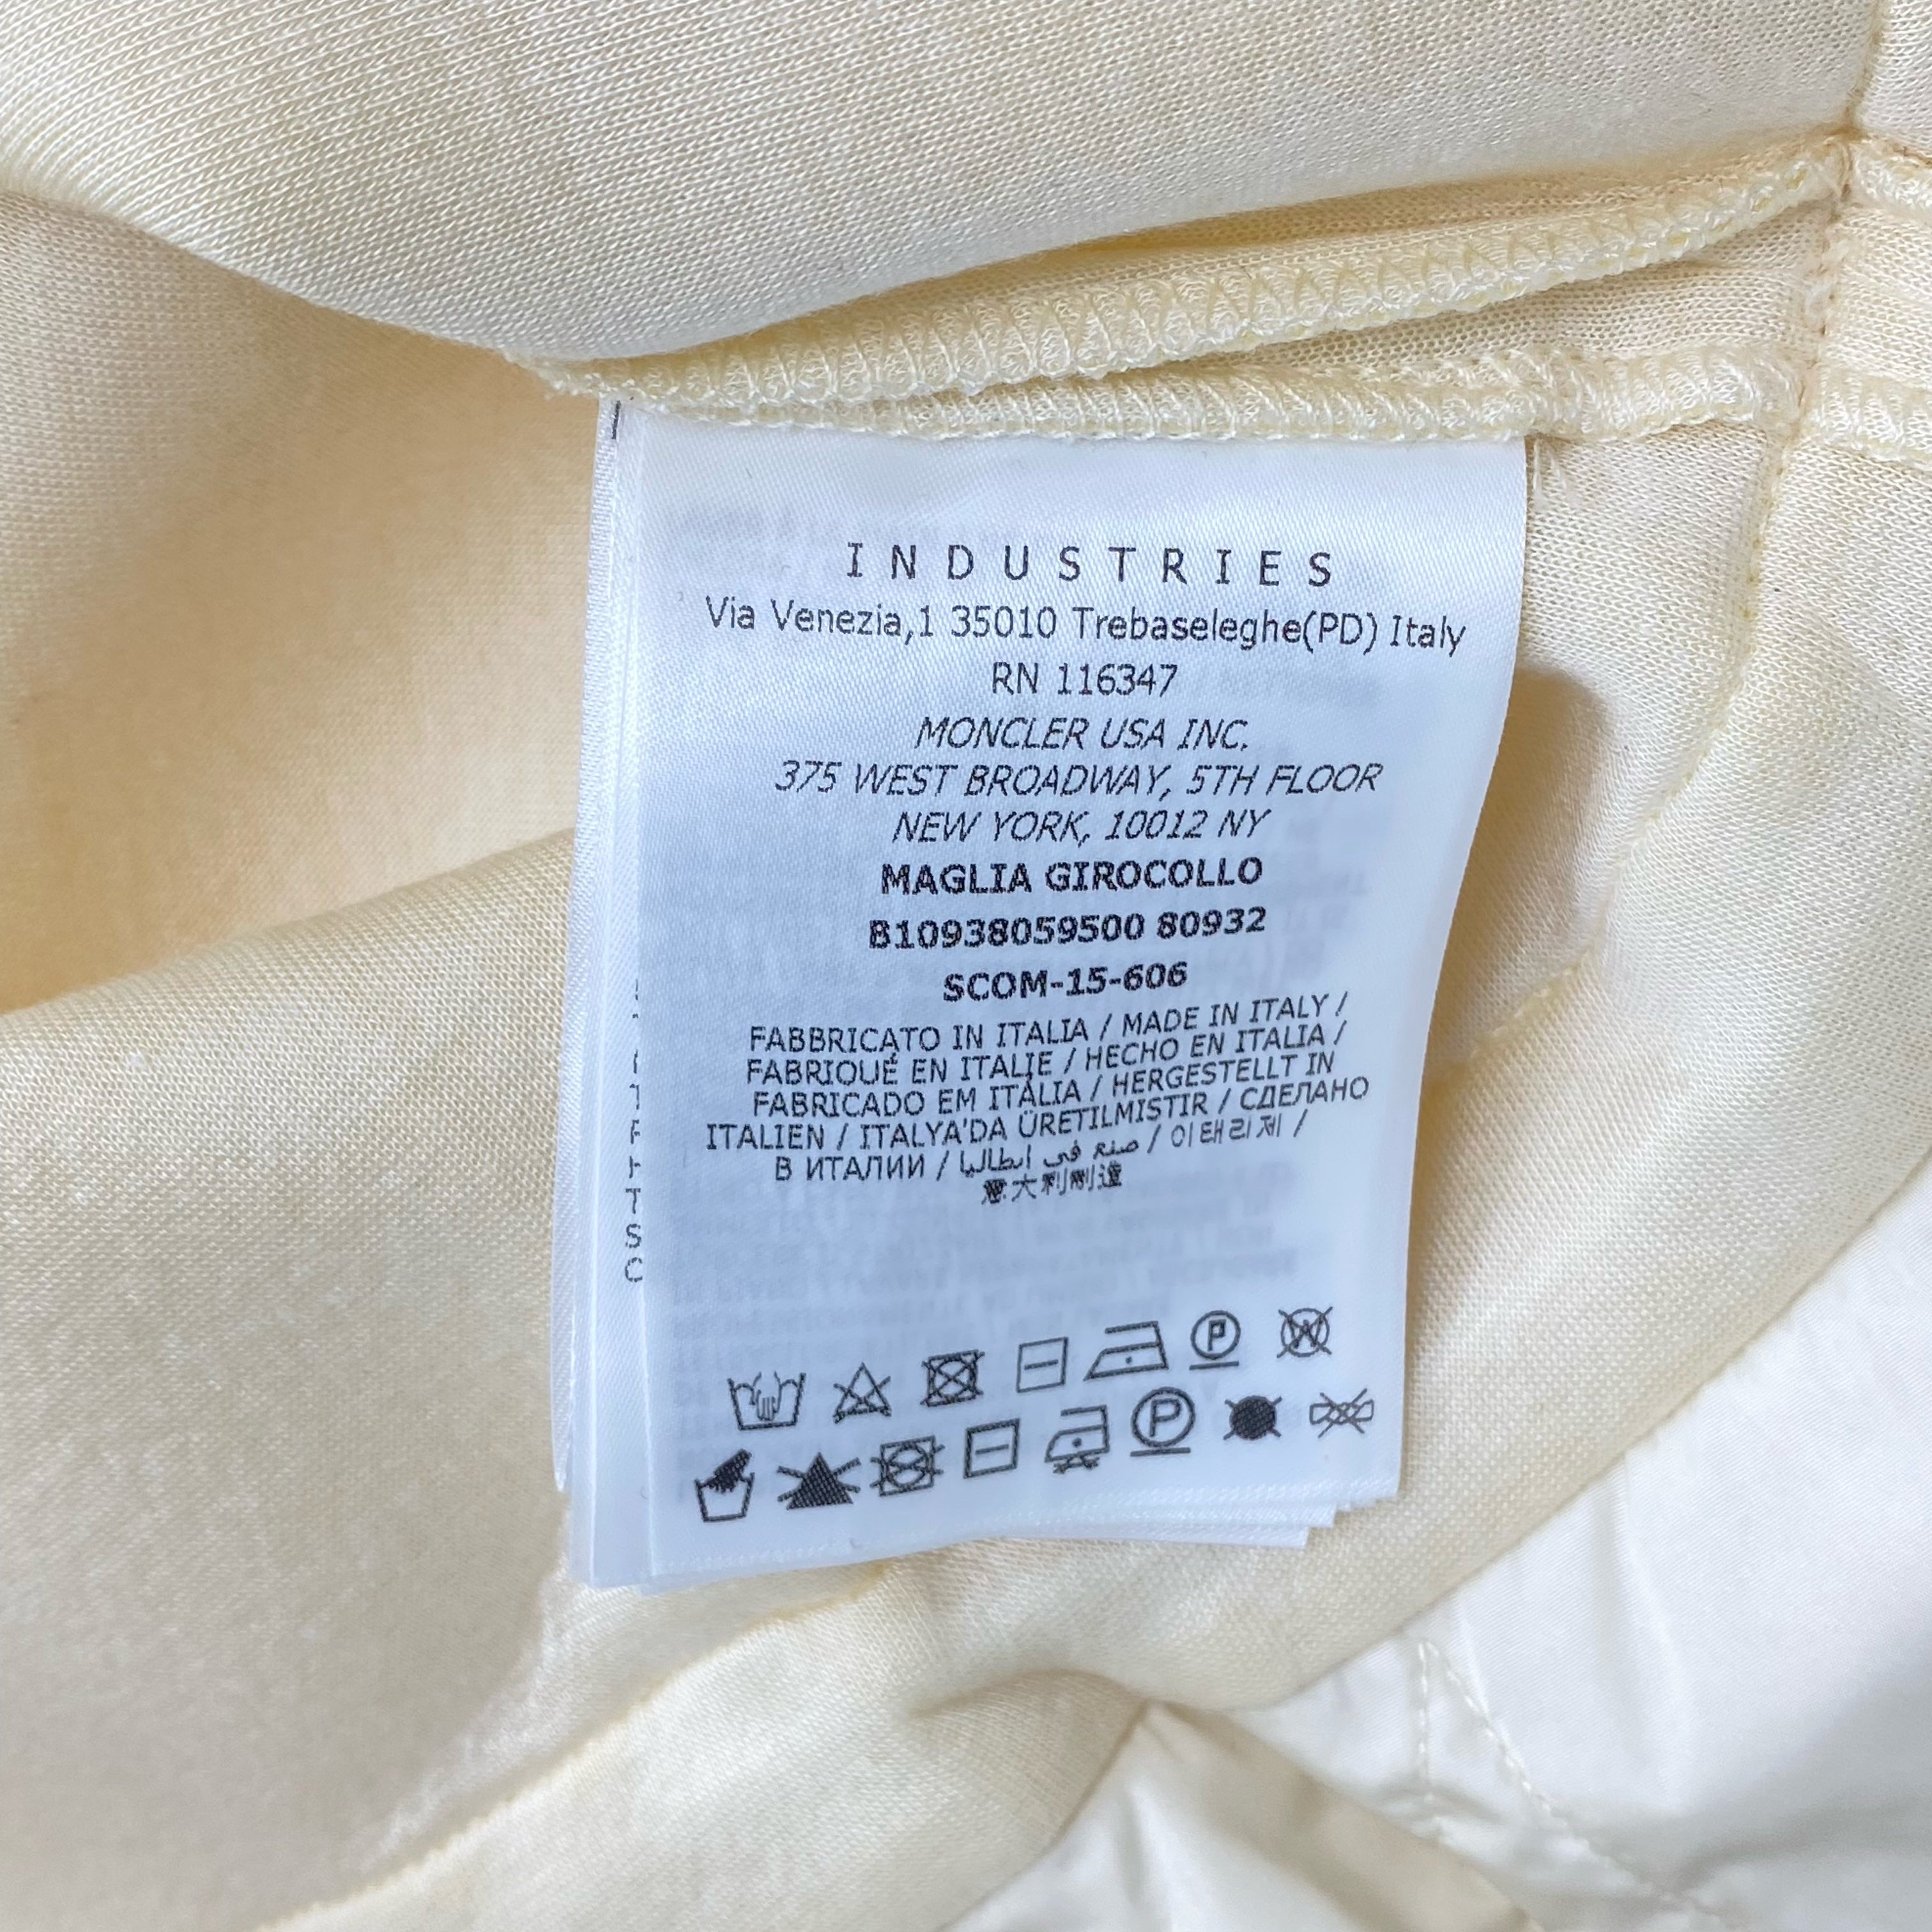 INDUSTRIES
Via Venezia,1 35010 Trebaseleghe(PD) Italy
RN 116347
MONCLER USA INC.
375 WEST BROADWAY, 5TH FLOOR
NEW YORK, 10012 NY
MAGLIA GIROCOLLO
B10938059500 80932
SCOM-15-606
FABBRICATO IN ITALIA / MADE IN ITALY /
FABRIQUÉ EN ITALIE / HECHO EN ITALIA /
FABRICADO EM ITÁLIA / HERGESTELLT IN
ITALIEN / ITALYA'DA ÜRETILMISTIR / СДЕЛАНО
В ИТАЛИИ / صنع في ايطاليا / 이태리제 /
意大利制造
P W
P